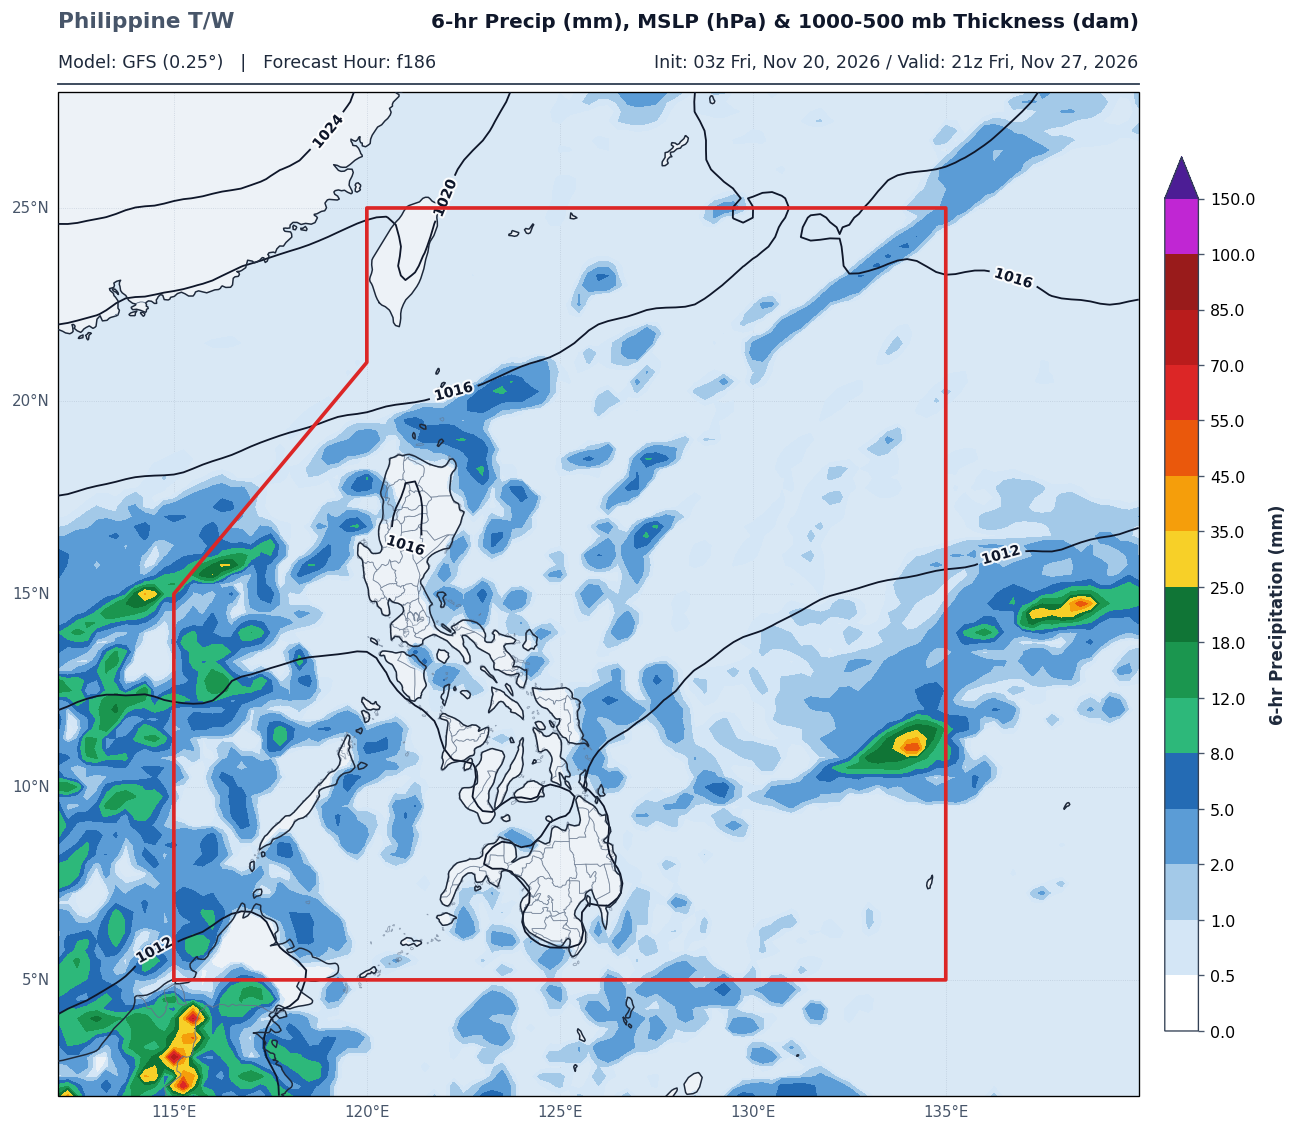 Philippine T/W
6-hr Precip (mm), MSLP (hPa) & 1000-500 mb Thickness (dam)
Model: GFS (0.25°) | Forecast Hour: f186
Init: 03z Fri, Nov 20, 2026 / Valid: 21z Fri, Nov 27, 2026
1024
1020
1016
1016
1016
1012
1012
25°N
20°N
15°N
10°N
5°N
115°E
120°E
125°E
130°E
135°E
150.0
100.0
85.0
70.0
55.0
45.0
35.0
25.0
18.0
12.0
8.0
5.0
2.0
1.0
0.5
0.0
6-hr Precipitation (mm)